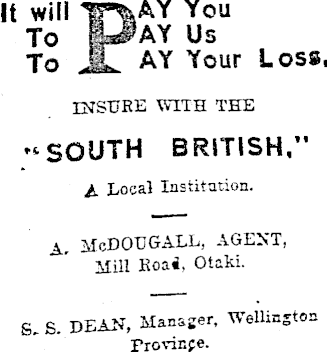 It will PAY You
To PAY Us
To PAY Your Loss.
INSURE WITH THE
"SOUTH BRITISH,"
A Local Institution.
A. McDOUGALL, AGENT,
Mill Road, Otaki.
S. S. DEAN, Manager, Wellington
Province.